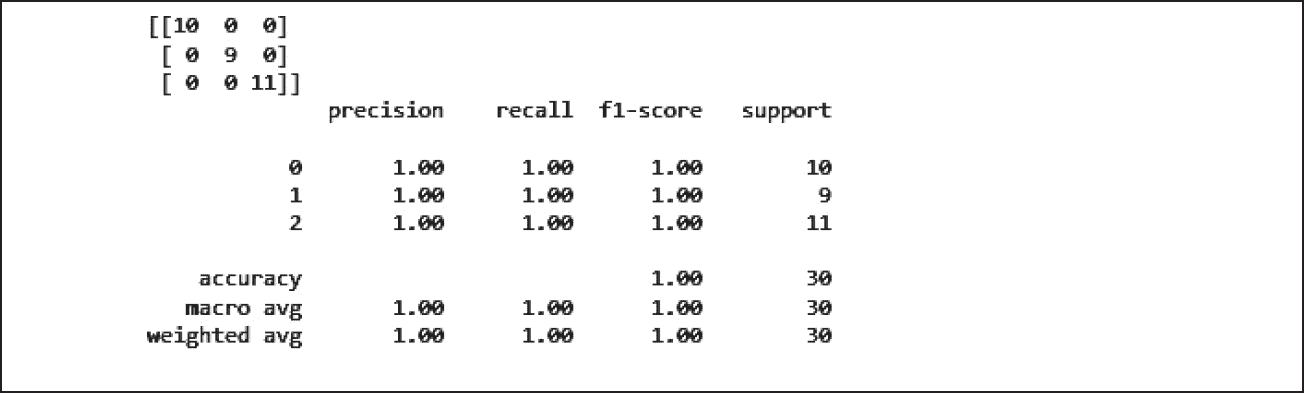 [[10 0 0]
[ 0 9 0]
[ 0 0 11]]
precision recall f1-score support
0 1.00 1.00 1.00 10
1 1.00 1.00 1.00 9
2 1.00 1.00 1.00 11
accuracy 1.00 30
macro avg 1.00 1.00 1.00 30
weighted avg 1.00 1.00 1.00 30